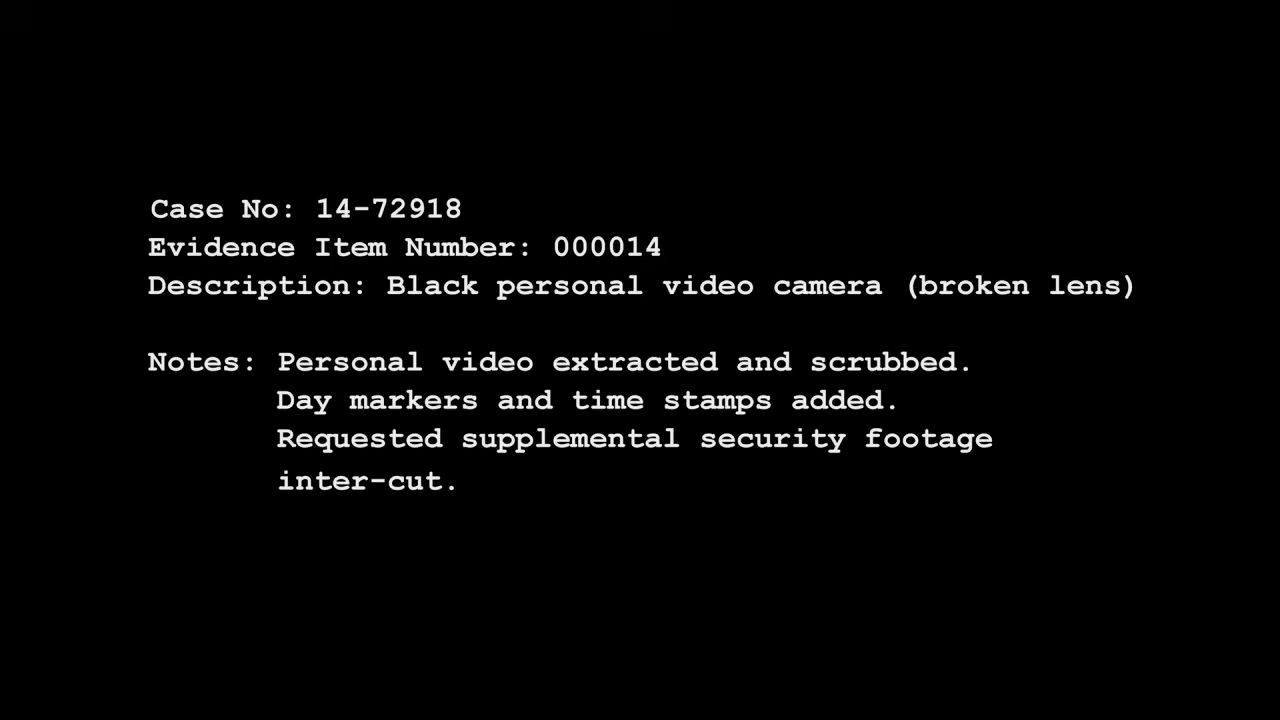 Case No: 14-72918
Evidence Item Number: 000014
Description: Black personal video camera (broken lens)
Notes: Personal video extracted and scrubbed.
Day markers and time stamps added.
Requested supplemental security footage
inter-cut.